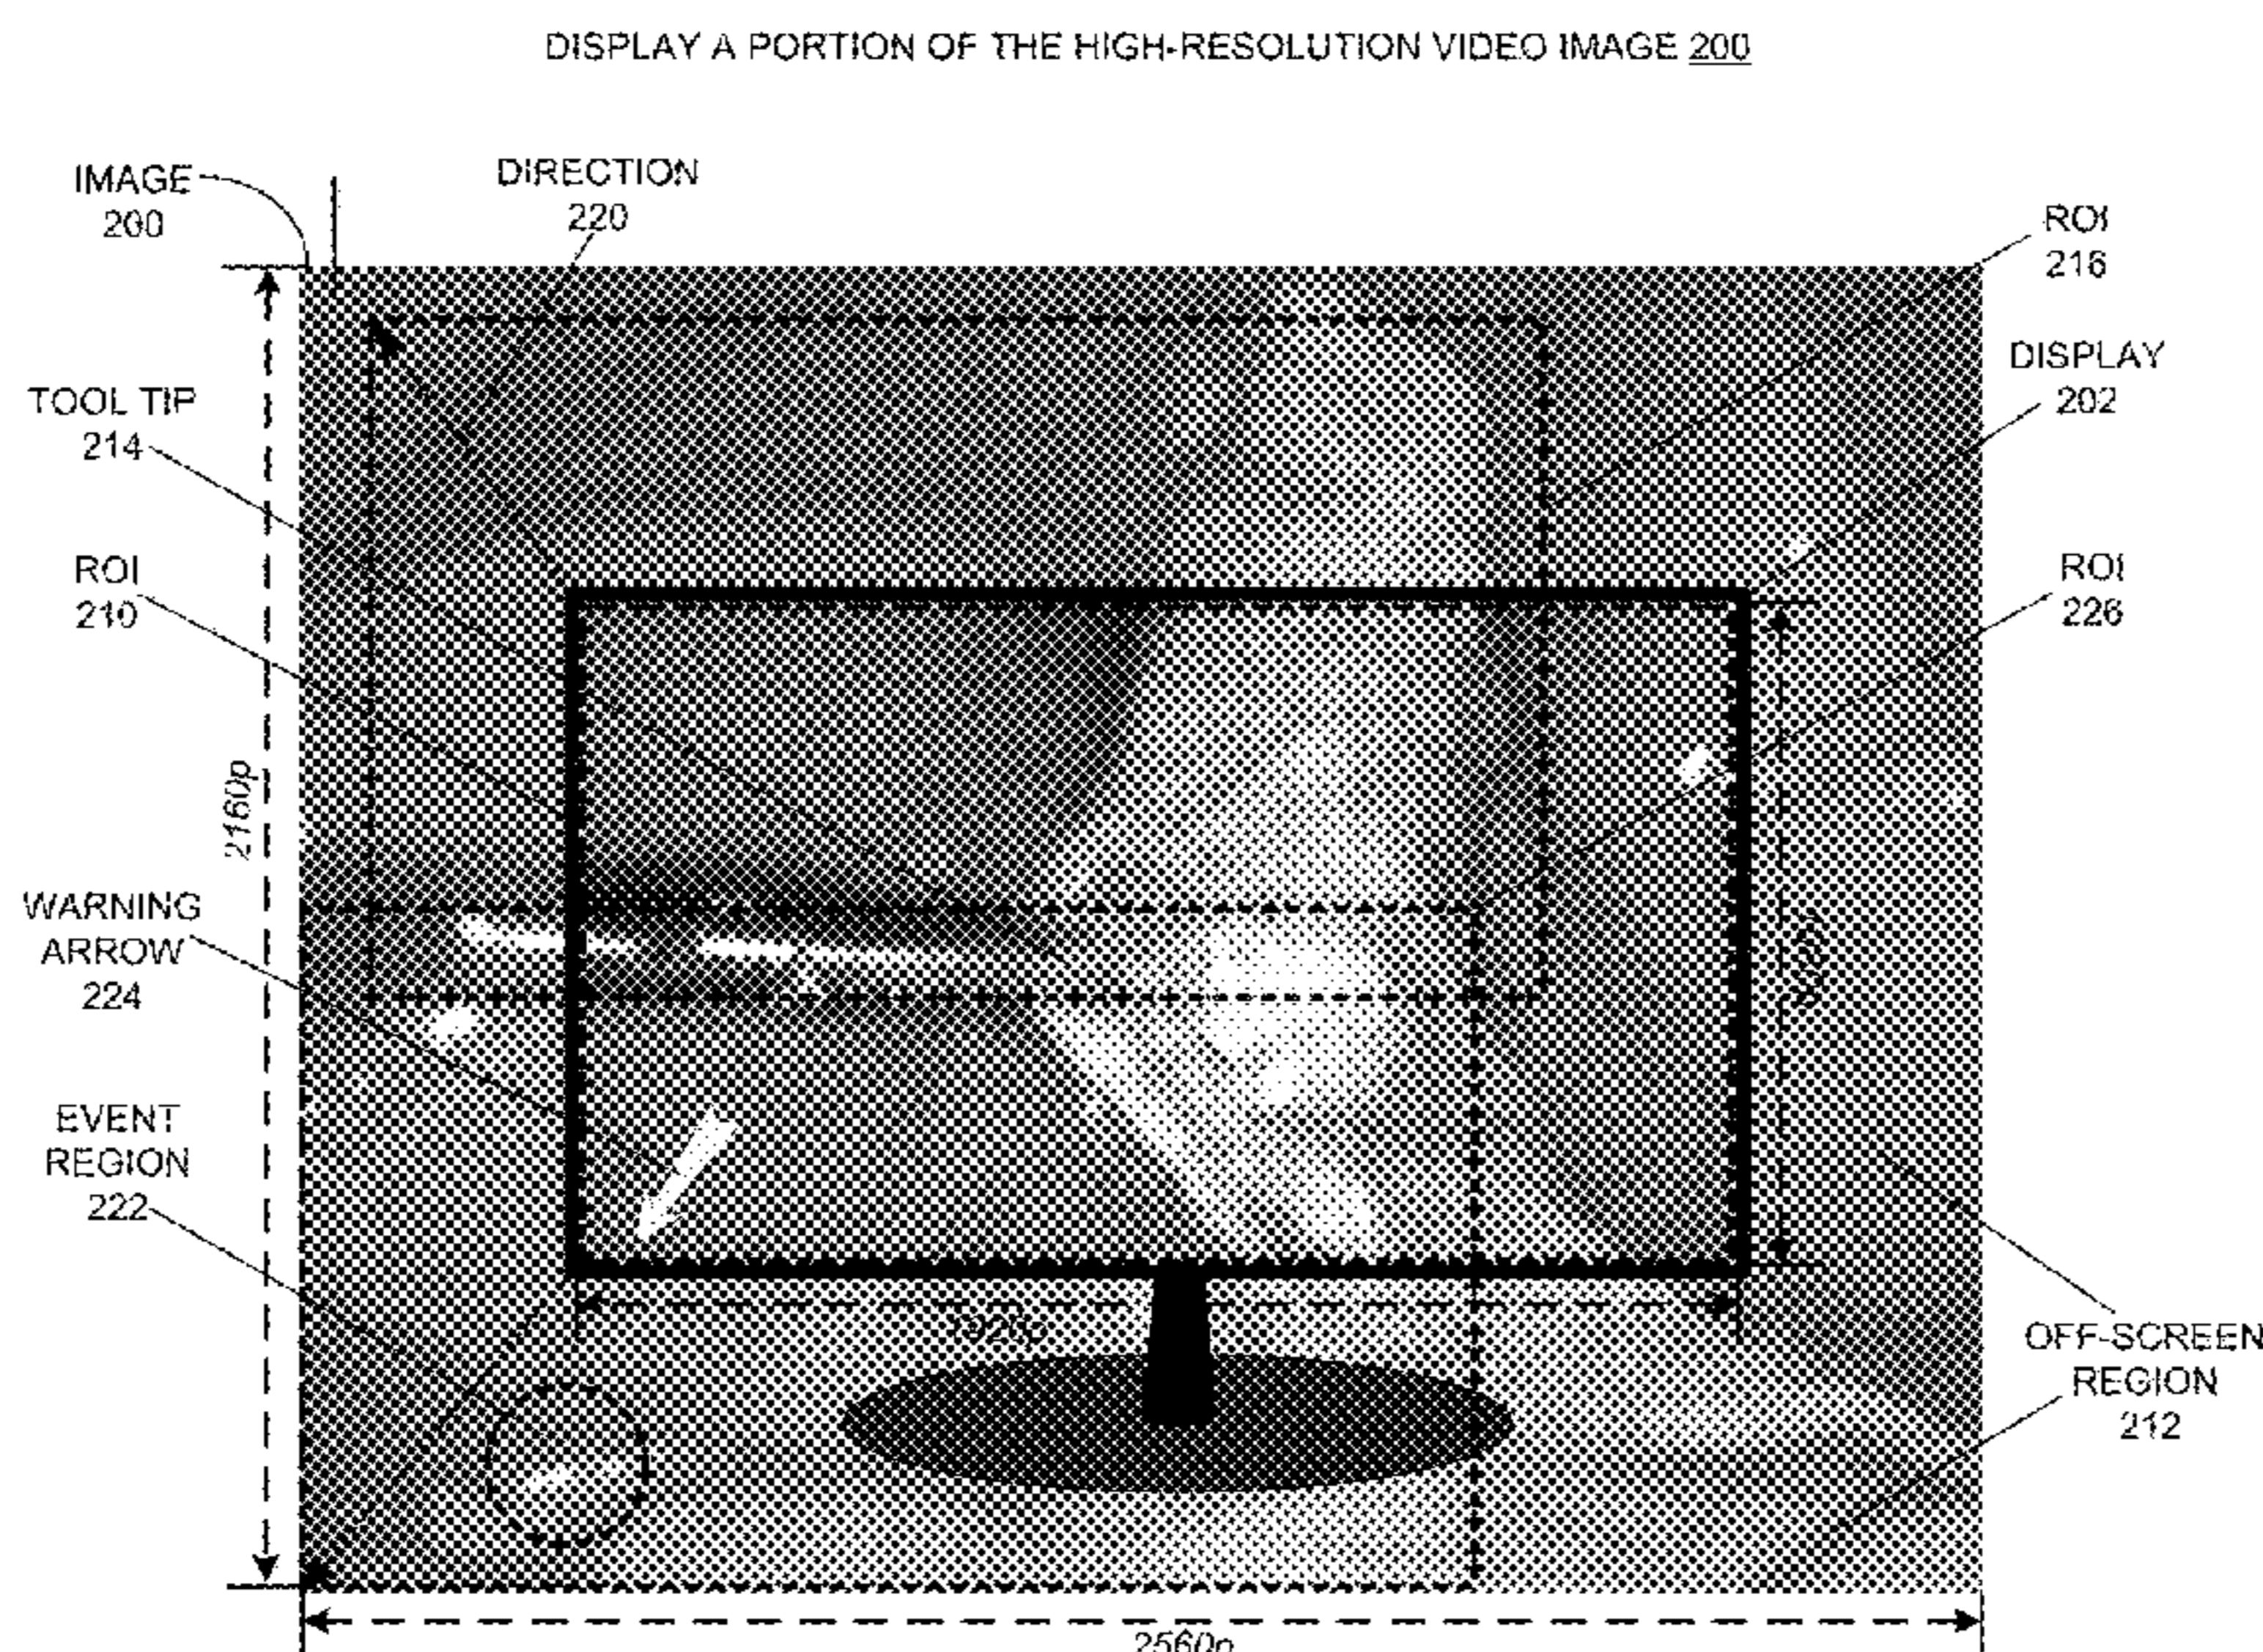 DISPLAY A PORTION OF THE HIGH-RESOLUTION VIDEO IMAGE 200
IMAGE
200
DIRECTION
220
ROI
216
DISPLAY
202
TOOL TIP
214
ROI
210
ROI
226
2160p
WARNING
ARROW
224
EVENT
REGION
222
1920p
OFF-SCREEN
REGION
212
2560p